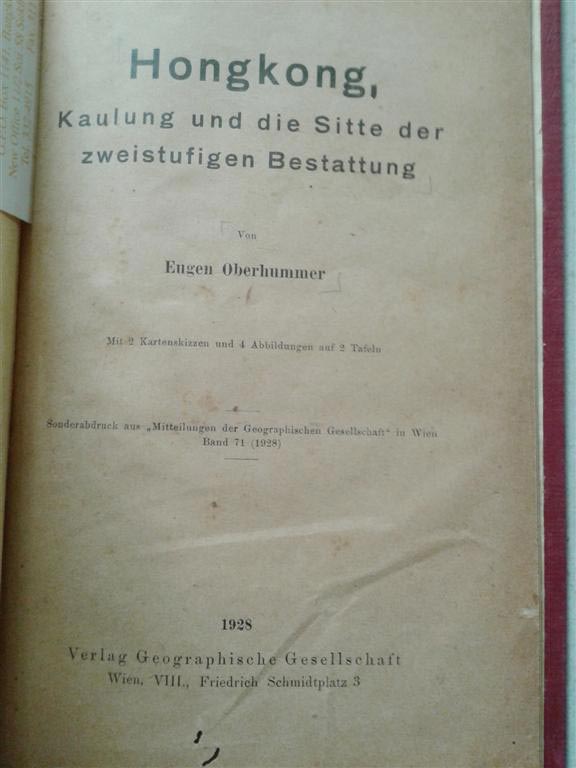 Hongkong,
Kaulung und die Sitte der
zweistufigen Bestattung
Von
Eugen Oberhummer
Mit 2 Kartenskizzen und 4 Abbildungen auf 2 Tafeln
Sonderabdruck aus „Mitteilungen der Geographischen Gesellschaft“ in Wien
Band 71 (1928)
1928
Verlag Geographische Gesellschaft
Wien, VIII., Friedrich Schmidtplatz 3